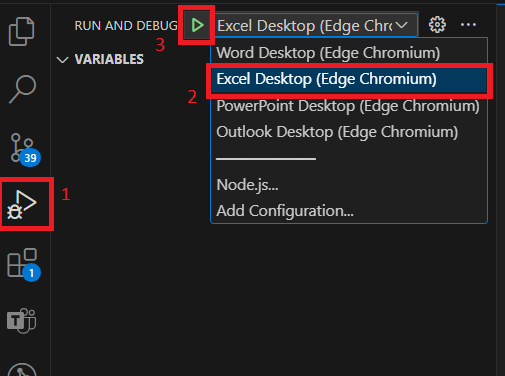 RUN AND DEBUG
Excel Desktop (Edge Chr
3
VARIABLES
Word Desktop (Edge Chromium)
Excel Desktop (Edge Chromium)
2
PowerPoint Desktop (Edge Chromium)
Outlook Desktop (Edge Chromium)
39
Node.js...
1
Add Configuration...
1
T